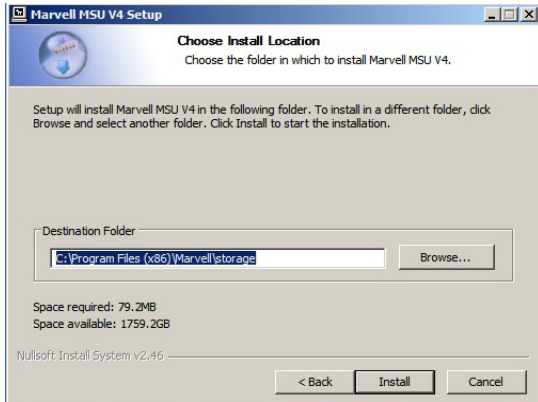 Marvell MSU V4 Setup
Choose Install Location
Choose the folder in which to install Marvell MSU V4.
Setup will install Marvell MSU V4 in the following folder. To install in a different folder, click
Browse and select another folder. Click Install to start the installation.
Destination Folder
C:\Program Files (x86)\Marvell\storage
Browse...
Space required: 79.2MB
Space available: 1759.2GB
Nullsoft Install System v2.46
< Back
Install
Cancel